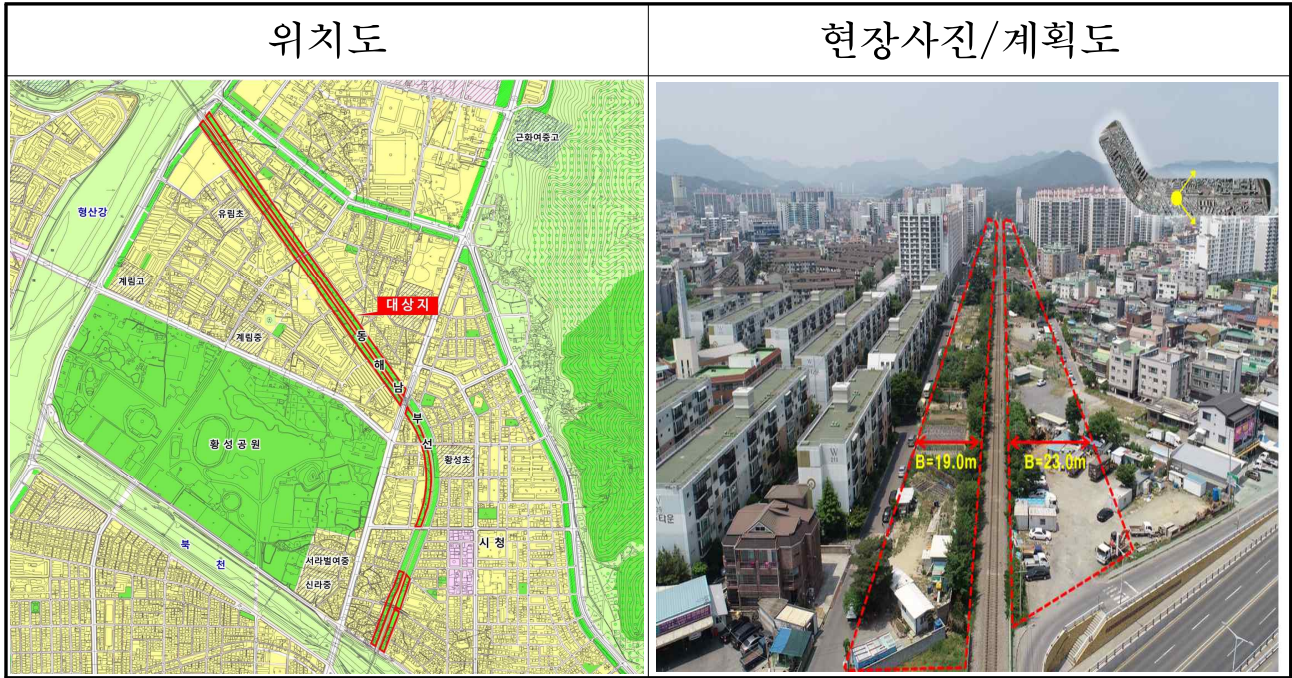 위치도
현장사진/계획도
근화여중고
형산강
유림초
계림고
대상지
계림중
동해남부선
황성공원
황성초
시청
서라벌여중
신라중
북천
B=19.0m
B=23.0m